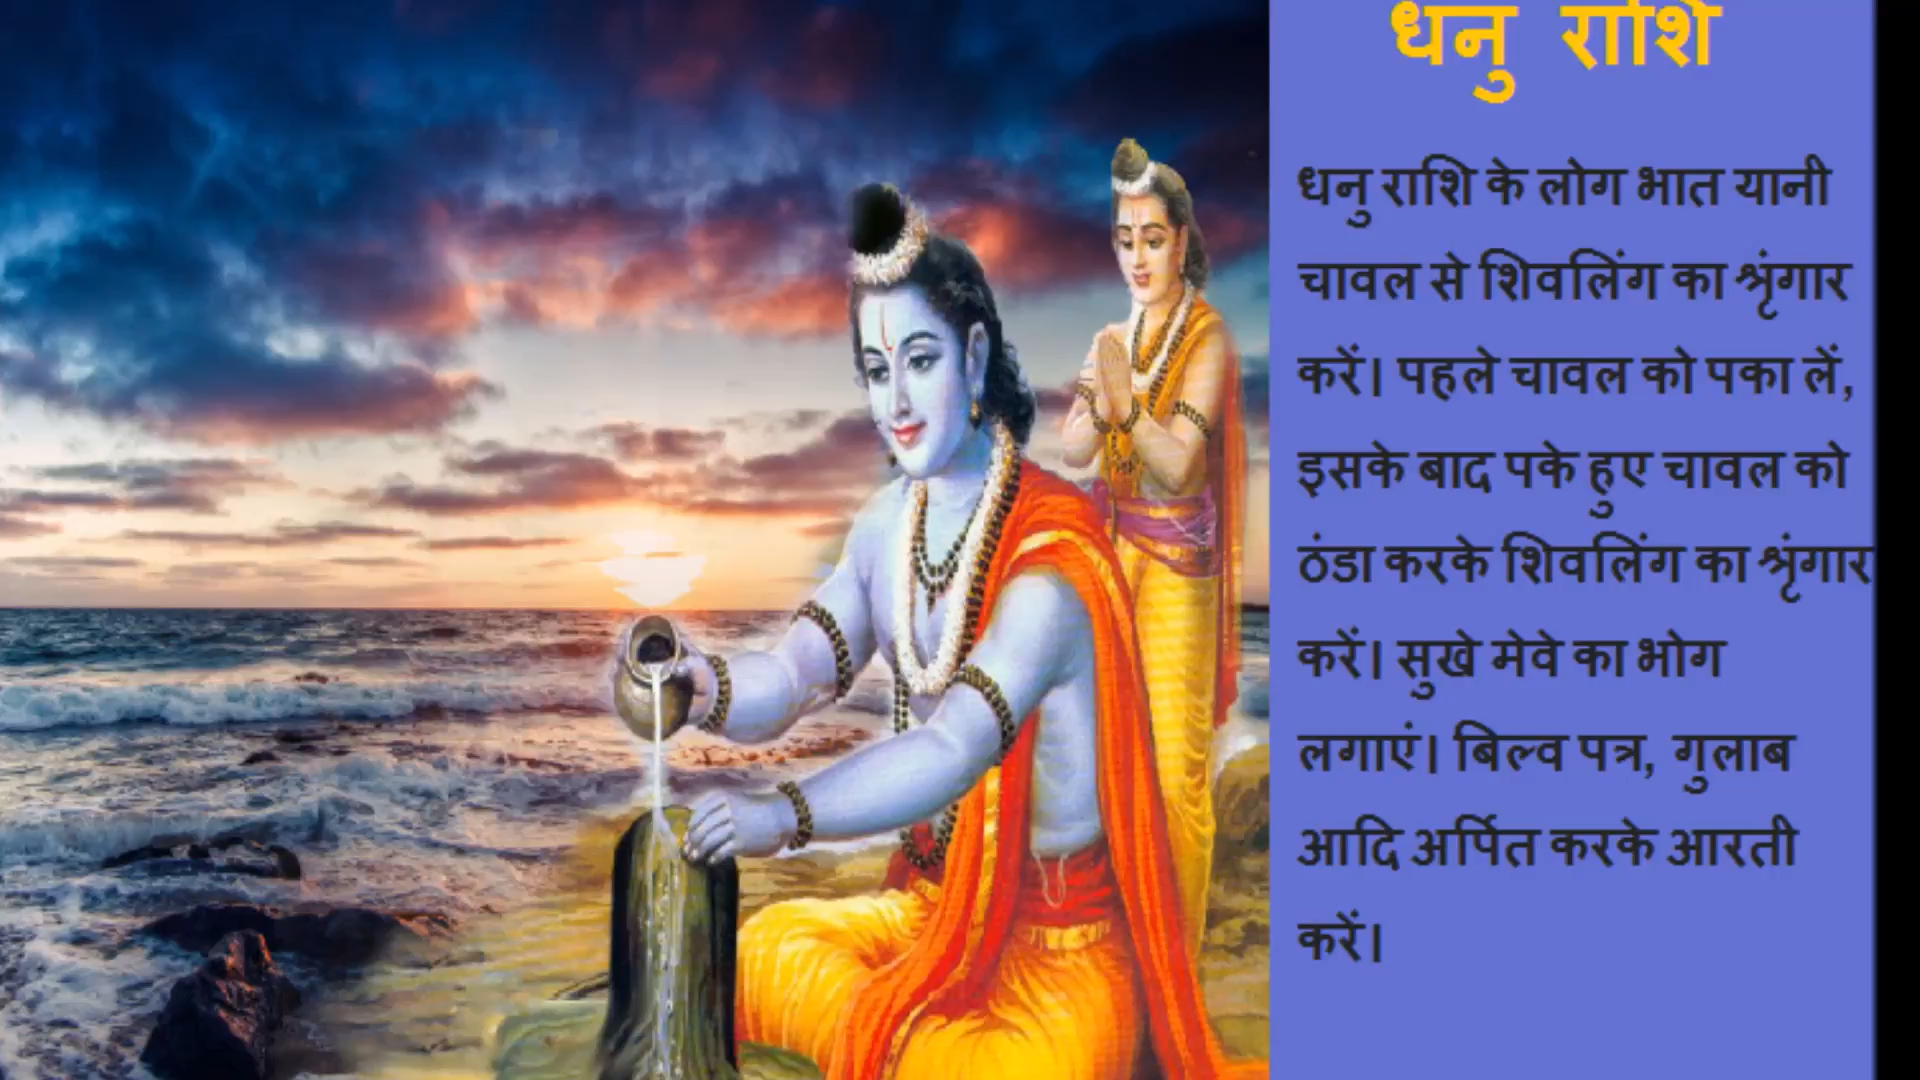 धनु राशि
धनु राशि के लोग भात यानी
चावल से शिवलिंग का श्रृंगार
करें। पहले चावल को पका लें,
इसके बाद पके हुए चावल को
ठंडा करके शिवलिंग का श्रृंगार
करें। सुखे मेवे का भोग
लगाएं। बिल्व पत्र, गुलाब
आदि अर्पित करके आरती
करें।